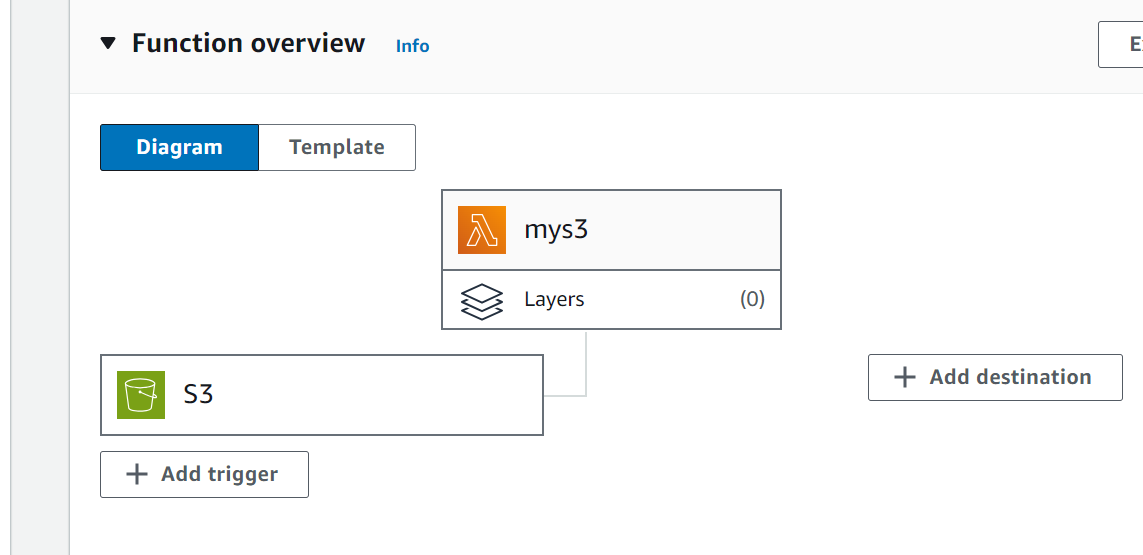 Function overview Info
Diagram Template
mys3
Layers (0)
S3
Add destination
Add trigger